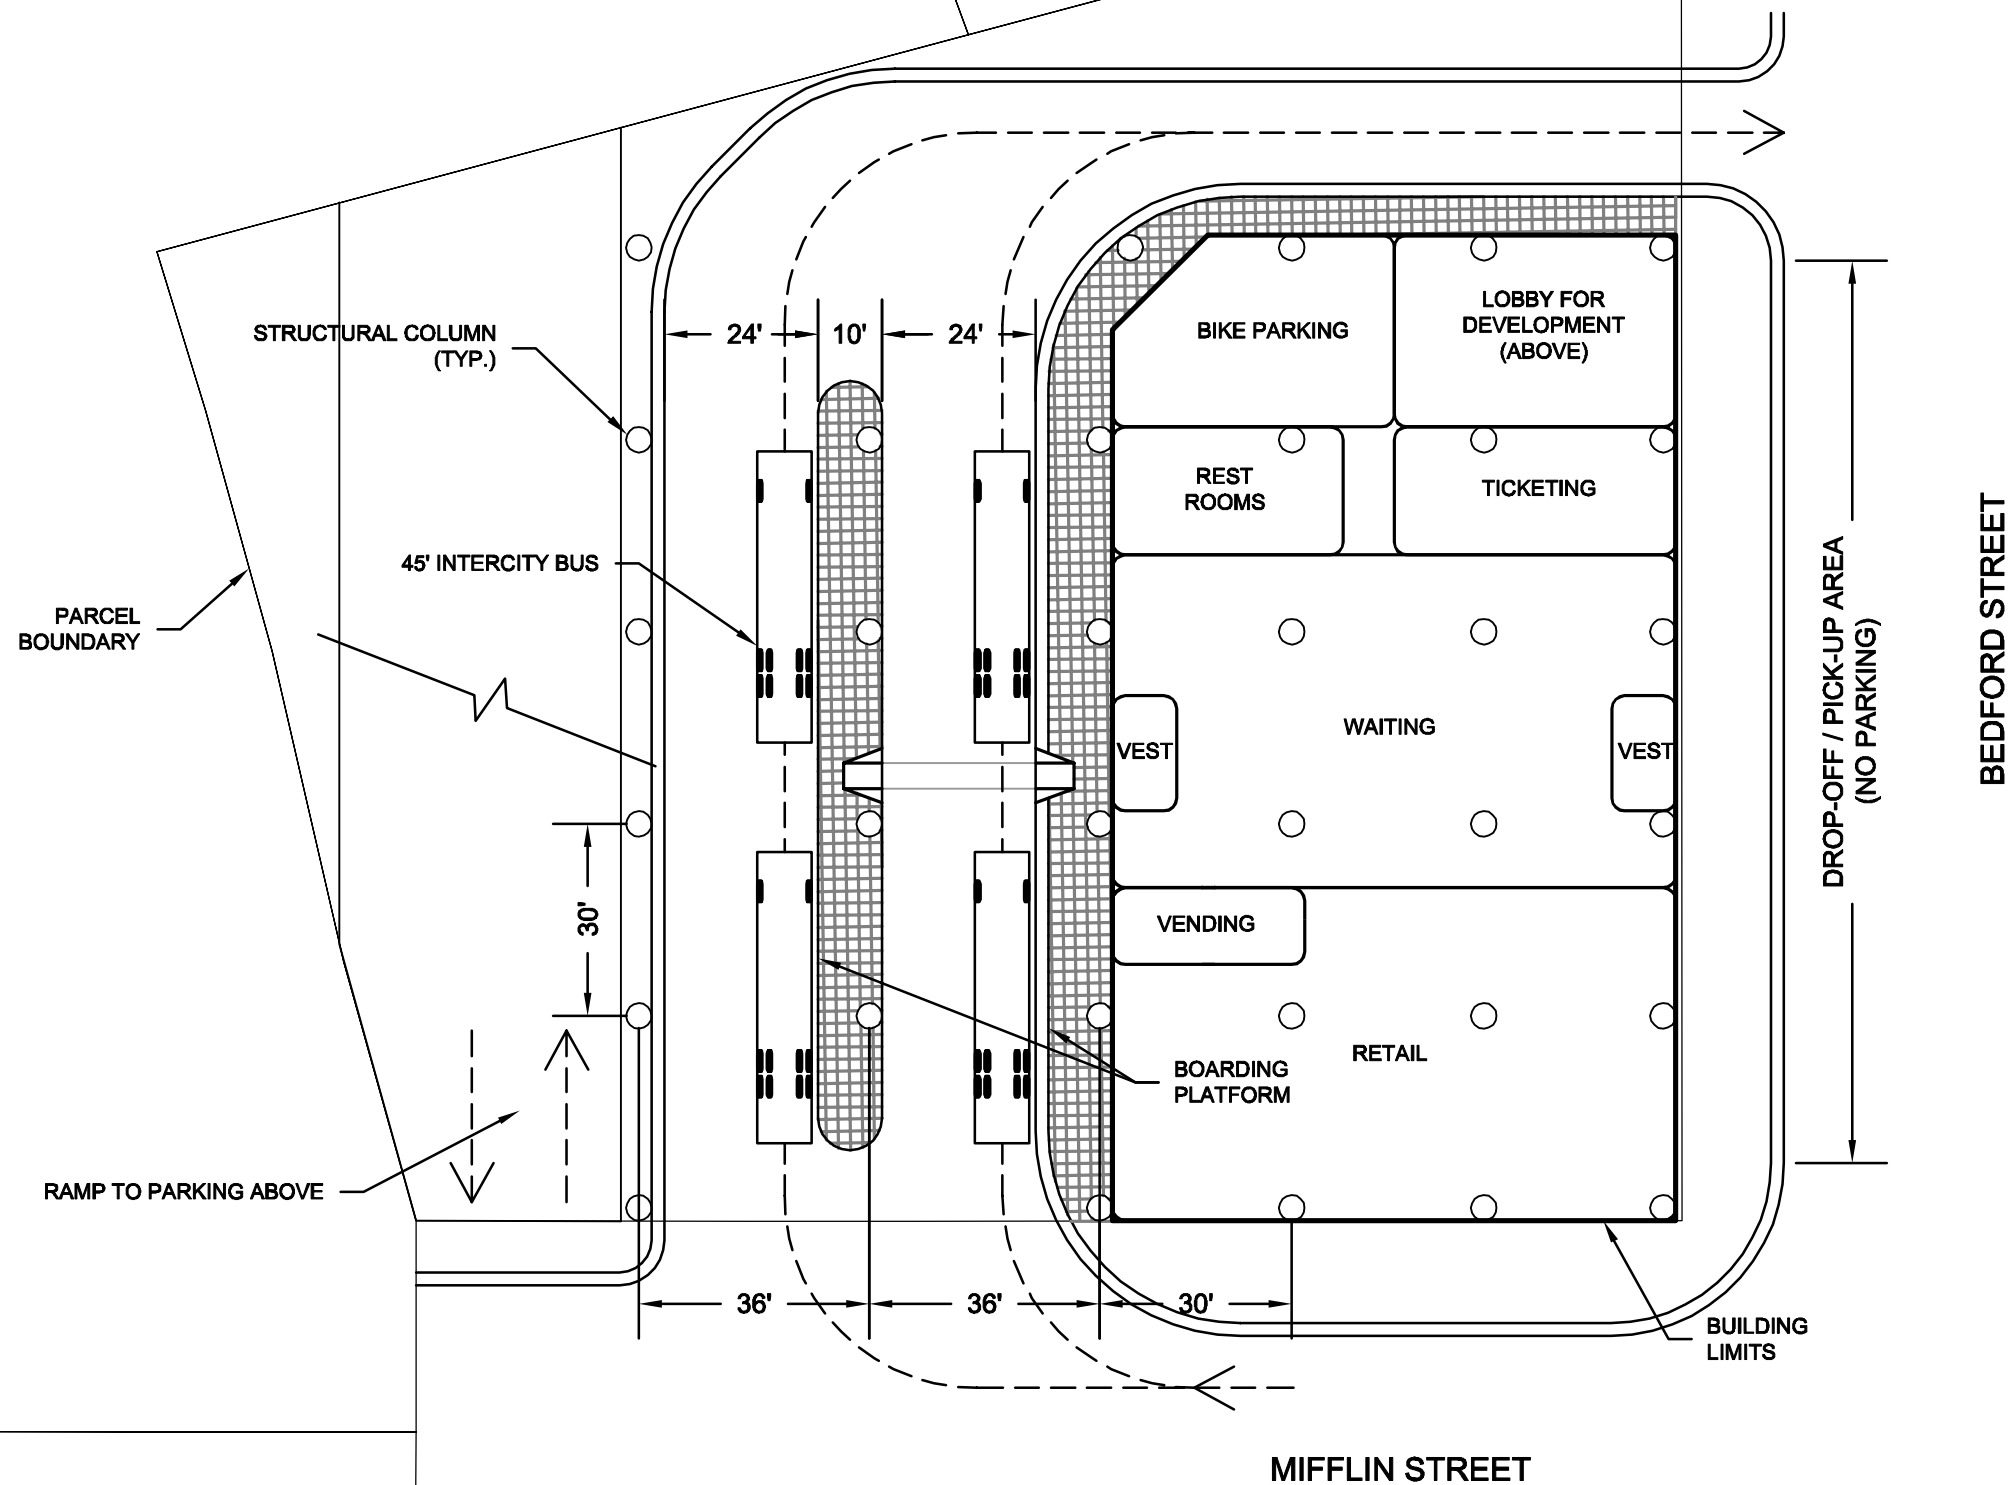 STRUCTURAL COLUMN
(TYP.)
24'
10'
24'
BIKE PARKING
LOBBY FOR
DEVELOPMENT
(ABOVE)
REST
ROOMS
TICKETING
45' INTERCITY BUS
PARCEL
BOUNDARY
WAITING
VEST
VEST
DROP-OFF / PICK-UP AREA
(NO PARKING)
BEDFORD STREET
30'
VENDING
RETAIL
BOARDING
PLATFORM
RAMP TO PARKING ABOVE
36'
36'
30'
BUILDING
LIMITS
MIFFLIN STREET